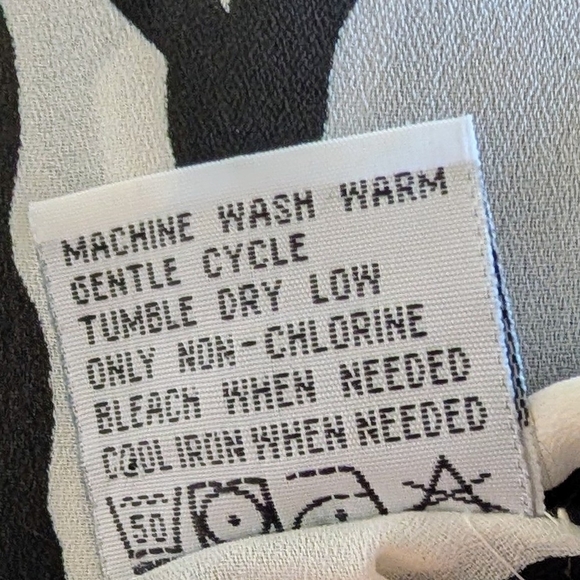 MACHINE WASH WARM
GENTLE CYCLE
TUMBLE DRY LOW
ONLY NON-CHLORINE
BLEACH WHEN NEEDED
COOL IRON WHEN NEEDED
50